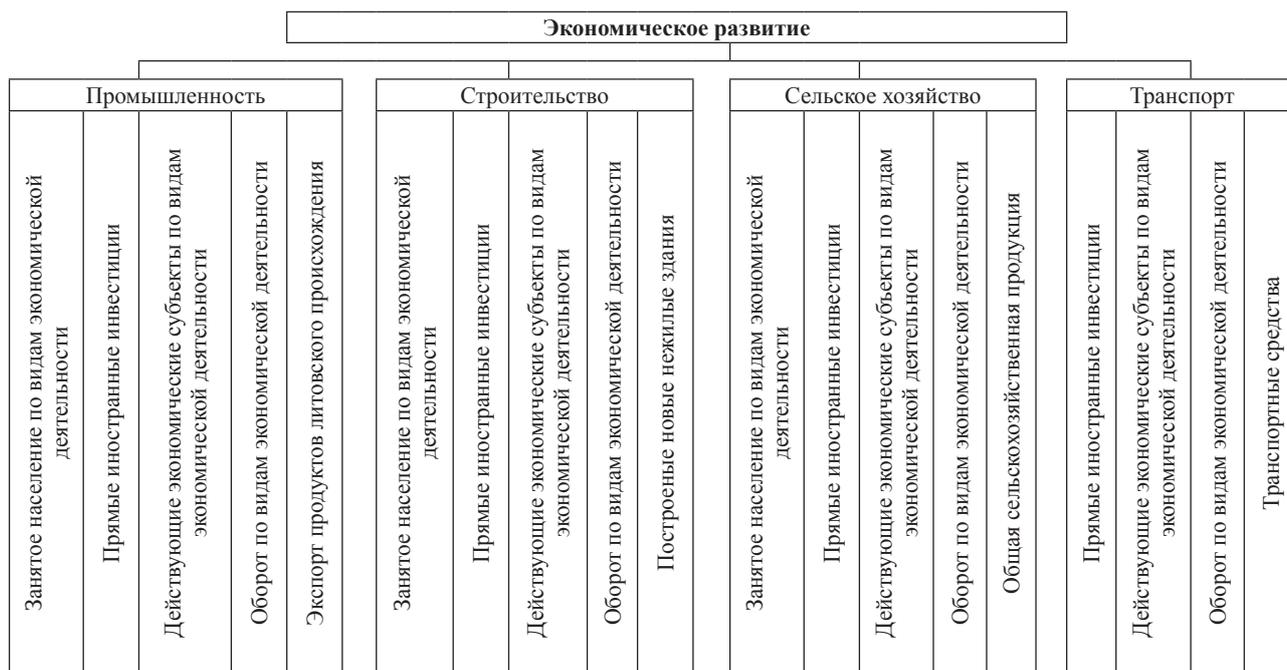 Экономическое развитие
Промышленность
Занятое население по видам экономической
деятельности
Прямые иностранные инвестиции
Действующие экономические субъекты по видам
экономической деятельности
Оборот по видам экономической деятельности
Экспорт продуктов литовского происхождения
Строительство
Занятое население по видам экономической
деятельности
Прямые иностранные инвестиции
Действующие экономические субъекты по видам
экономической деятельности
Оборот по видам экономической деятельности
Построеные новые нежилые здания
Сельское хозяйство
Занятое население по видам экономической
деятельности
Прямые иностранные инвестиции
Действующие экономические субъекты по видам
экономической деятельности
Оборот по видам экономической деятельности
Общая сельскохозяйственная продукция
Транспорт
Прямые иностранные инвестиции
Действующие экономические субъекты по видам
экономической деятельности
Оборот по видам экономической деятельности
Транспортные средства